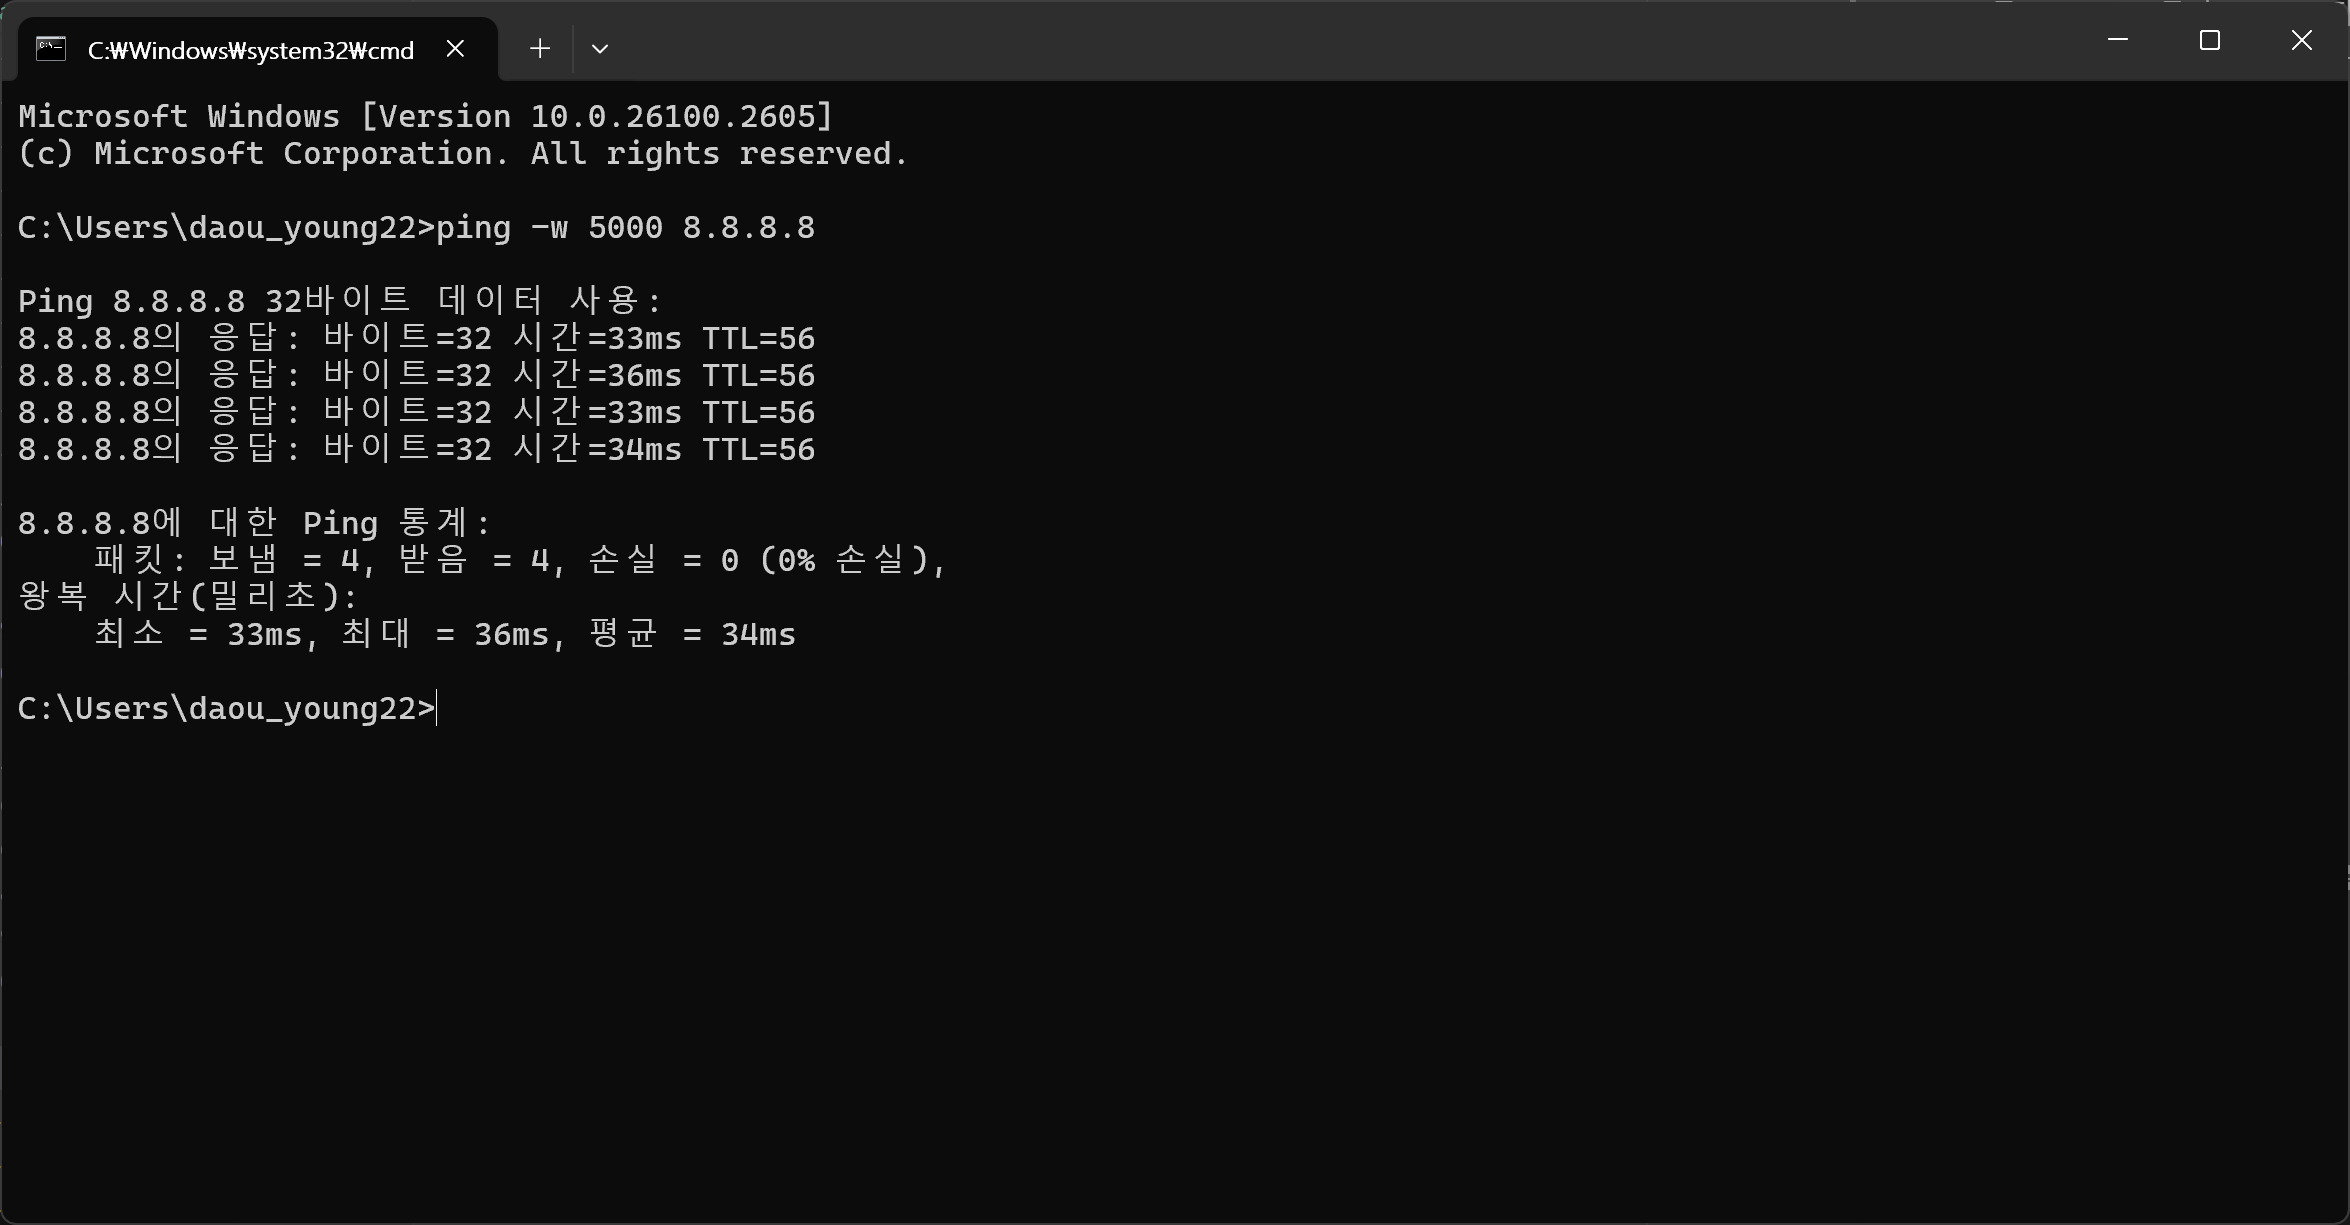 C:₩Windows₩system32₩cmd
Microsoft Windows [Version 10.0.26100.2605]
(c) Microsoft Corporation. All rights reserved.
C:\Users\daou_young22>ping -w 5000 8.8.8.8
Ping 8.8.8.8 32바이트 데이터 사용:
8.8.8.8의 응답: 바이트=32 시간=33ms TTL=56
8.8.8.8의 응답: 바이트=32 시간=36ms TTL=56
8.8.8.8의 응답: 바이트=32 시간=33ms TTL=56
8.8.8.8의 응답: 바이트=32 시간=34ms TTL=56
8.8.8.8에 대한 Ping 통계:
    패킷: 보냄 = 4, 받음 = 4, 손실 = 0 (0% 손실),
왕복 시간(밀리초):
    최소 = 33ms, 최대 = 36ms, 평균 = 34ms
C:\Users\daou_young22>